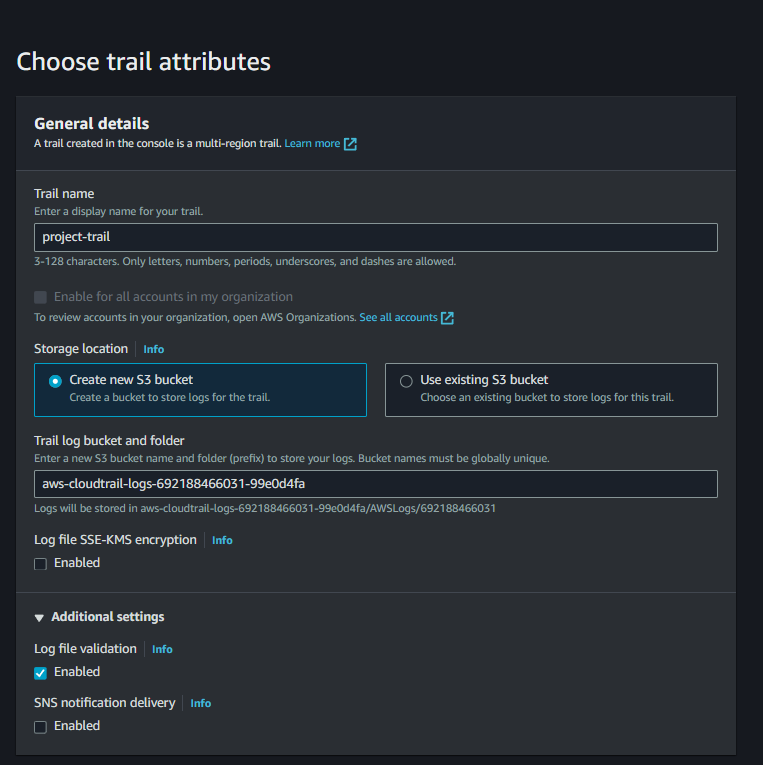 Choose trail attributes
General details
A trail created in the console is a multi-region trail. Learn more
Trail name
Enter a display name for your trail.
project-trail
3-128 characters. Only letters, numbers, periods, underscores, and dashes are allowed.
Enable for all accounts in my organization
To review accounts in your organization, open AWS Organizations. See all accounts
Storage location Info
Create new S3 bucket
Create a bucket to store logs for the trail.
Use existing S3 bucket
Choose an existing bucket to store logs for this trail.
Trail log bucket and folder
Enter a new S3 bucket name and folder (prefix) to store your logs. Bucket names must be globally unique.
aws-cloudtrail-logs-692188466031-99e0d4fa
Logs will be stored in aws-cloudtrail-logs-692188466031-99e0d4fa/AWSLogs/692188466031
Log file SSE-KMS encryption Info
Enabled
Additional settings
Log file validation Info
Enabled
SNS notification delivery Info
Enabled